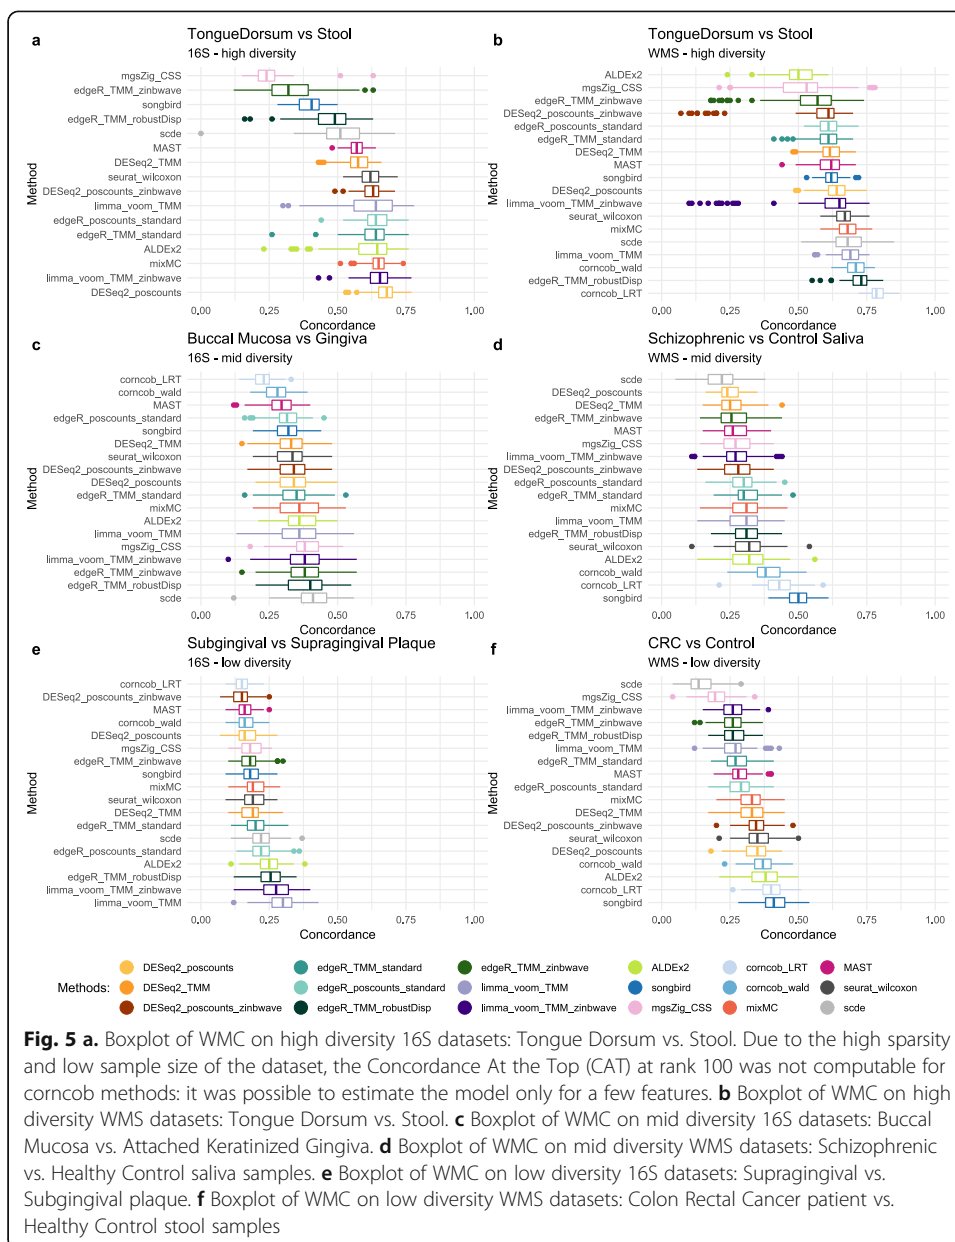 a
TongueDorsum vs Stool
16S - high diversity
mgsZig_CSS
edgeR_TMM_zinbwave
songbird
edgeR_TMM_robustDisp
scde
MAST
DESeq2_TMM
seurat_wilcoxon
DESeq2_poscounts_zinbwave
limma_voom_TMM
edgeR_poscounts_standard
edgeR_TMM_standard
ALDEx2
mixMC
limma_voom_TMM_zinbwave
DESeq2_poscounts
Method
0.00 0.25 0.50 0.75 1.00
Concordance
b
TongueDorsum vs Stool
WMS - high diversity
ALDEx2
mgsZig_CSS
edgeR_TMM_zinbwave
DESeq2_poscounts_zinbwave
edgeR_poscounts_standard
edgeR_TMM_standard
DESeq2_TMM
MAST
songbird
DESeq2_poscounts
limma_voom_TMM_zinbwave
seurat_wilcoxon
mixMC
scde
limma_voom_TMM
corncob_wald
edgeR_TMM_robustDisp
corncob_LRT
Method
0.00 0.25 0.50 0.75 1.00
Concordance
c
Buccal Mucosa vs Gingiva
16S - mid diversity
corncob_LRT
corncob_wald
MAST
edgeR_poscounts_standard
songbird
DESeq2_TMM
seurat_wilcoxon
DESeq2_poscounts_zinbwave
DESeq2_poscounts
edgeR_TMM_standard
mixMC
ALDEx2
limma_voom_TMM
mgsZig_CSS
limma_voom_TMM_zinbwave
edgeR_TMM_zinbwave
edgeR_TMM_robustDisp
scde
Method
0.00 0.25 0.50 0.75 1.00
Concordance
d
Schizophrenic vs Control Saliva
WMS - mid diversity
scde
DESeq2_poscounts
DESeq2_TMM
edgeR_TMM_zinbwave
MAST
mgsZig_CSS
limma_voom_TMM_zinbwave
DESeq2_poscounts_zinbwave
edgeR_poscounts_standard
edgeR_TMM_standard
mixMC
limma_voom_TMM
edgeR_TMM_robustDisp
seurat_wilcoxon
ALDEx2
corncob_wald
corncob_LRT
songbird
Method
0.00 0.25 0.50 0.75 1.00
Concordance
e
Subgingival vs Supragingival Plaque
16S - low diversity
corncob_LRT
DESeq2_poscounts_zinbwave
MAST
corncob_wald
DESeq2_poscounts
mgsZig_CSS
edgeR_TMM_zinbwave
songbird
mixMC
seurat_wilcoxon
DESeq2_TMM
edgeR_TMM_standard
scde
edgeR_poscounts_standard
ALDEx2
edgeR_TMM_robustDisp
limma_voom_TMM_zinbwave
limma_voom_TMM
Method
0.00 0.25 0.50 0.75 1.00
Concordance
f
CRC vs Control
WMS - low diversity
scde
mgsZig_CSS
limma_voom_TMM_zinbwave
edgeR_TMM_zinbwave
edgeR_TMM_robustDisp
limma_voom_TMM
edgeR_TMM_standard
MAST
edgeR_poscounts_standard
mixMC
DESeq2_TMM
DESeq2_poscounts_zinbwave
seurat_wilcoxon
DESeq2_poscounts
corncob_wald
ALDEx2
corncob_LRT
songbird
Method
0.00 0.25 0.50 0.75 1.00
Concordance
DESeq2_poscounts edgeR_TMM_standard edgeR_TMM_zinbwave ALDEx2 corncob_LRT MAST
Methods: DESeq2_TMM edgeR_poscounts_standard limma_voom_TMM songbird corncob_wald seurat_wilcoxon
DESeq2_poscounts_zinbwave edgeR_TMM_robustDisp limma_voom_TMM_zinbwave mgsZig_CSS mixMC scde
Fig. 5 a. Boxplot of WMC on high diversity 16S datasets: Tongue Dorsum vs. Stool. Due to the high sparsity
and low sample size of the dataset, the Concordance At the Top (CAT) at rank 100 was not computable for
corncob methods: it was possible to estimate the model only for a few features. b Boxplot of WMC on high
diversity WMS datasets: Tongue Dorsum vs. Stool. c Boxplot of WMC on mid diversity 16S datasets: Buccal
Mucosa vs. Attached Keratinized Gingiva. d Boxplot of WMC on mid diversity WMS datasets: Schizophrenic
vs. Healthy Control saliva samples. e Boxplot of WMC on low diversity 16S datasets: Supragingival vs.
Subgingival plaque. f Boxplot of WMC on low diversity WMS datasets: Colon Rectal Cancer patient vs.
Healthy Control stool samples